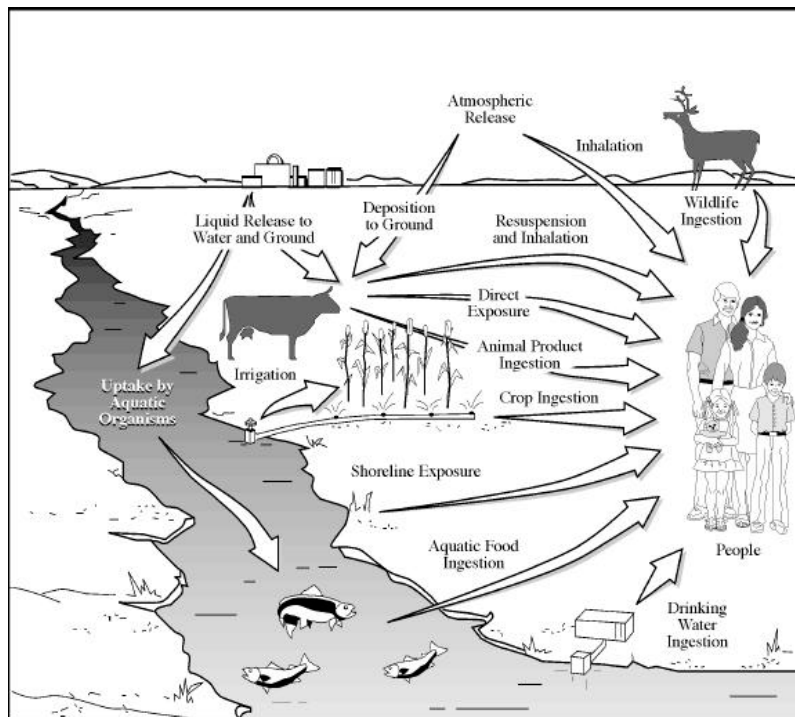 Atmospheric
Release
Inhalation
Wildlife
Ingestion
Liquid Release to
Water and Ground
Deposition
to Ground
Resuspension
and Inhalation
Direct
Exposure
Animal Product
Ingestion
Irrigation
Uptake by
Aquatic
Organisms
Crop Ingestion
Shoreline Exposure
Aquatic Food
Ingestion
People
Drinking
Water
Ingestion